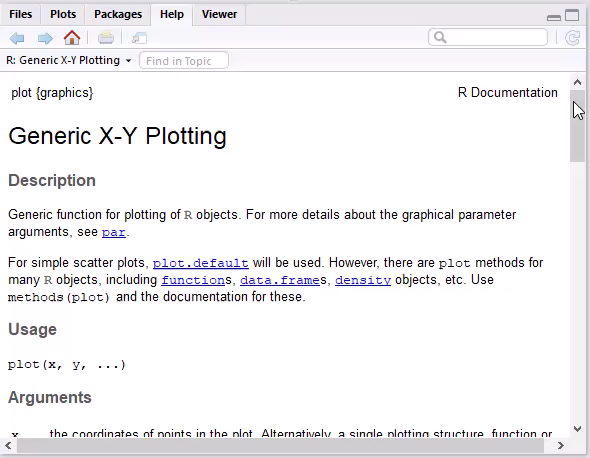 Files Plots Packages Help Viewer
R: Generic X-Y Plotting Find in Topic
plot {graphics} R Documentation
Generic X-Y Plotting
Description
Generic function for plotting of R objects. For more details about the graphical parameter
arguments, see par.
For simple scatter plots, plot.default will be used. However, there are plot methods for
many R objects, including functions, data.frames, density objects, etc. Use
methods(plot) and the documentation for these.
Usage
plot(x, y, ...)
Arguments
x the coordinates of points in the plot. Alternatively, a single plotting structure, function or